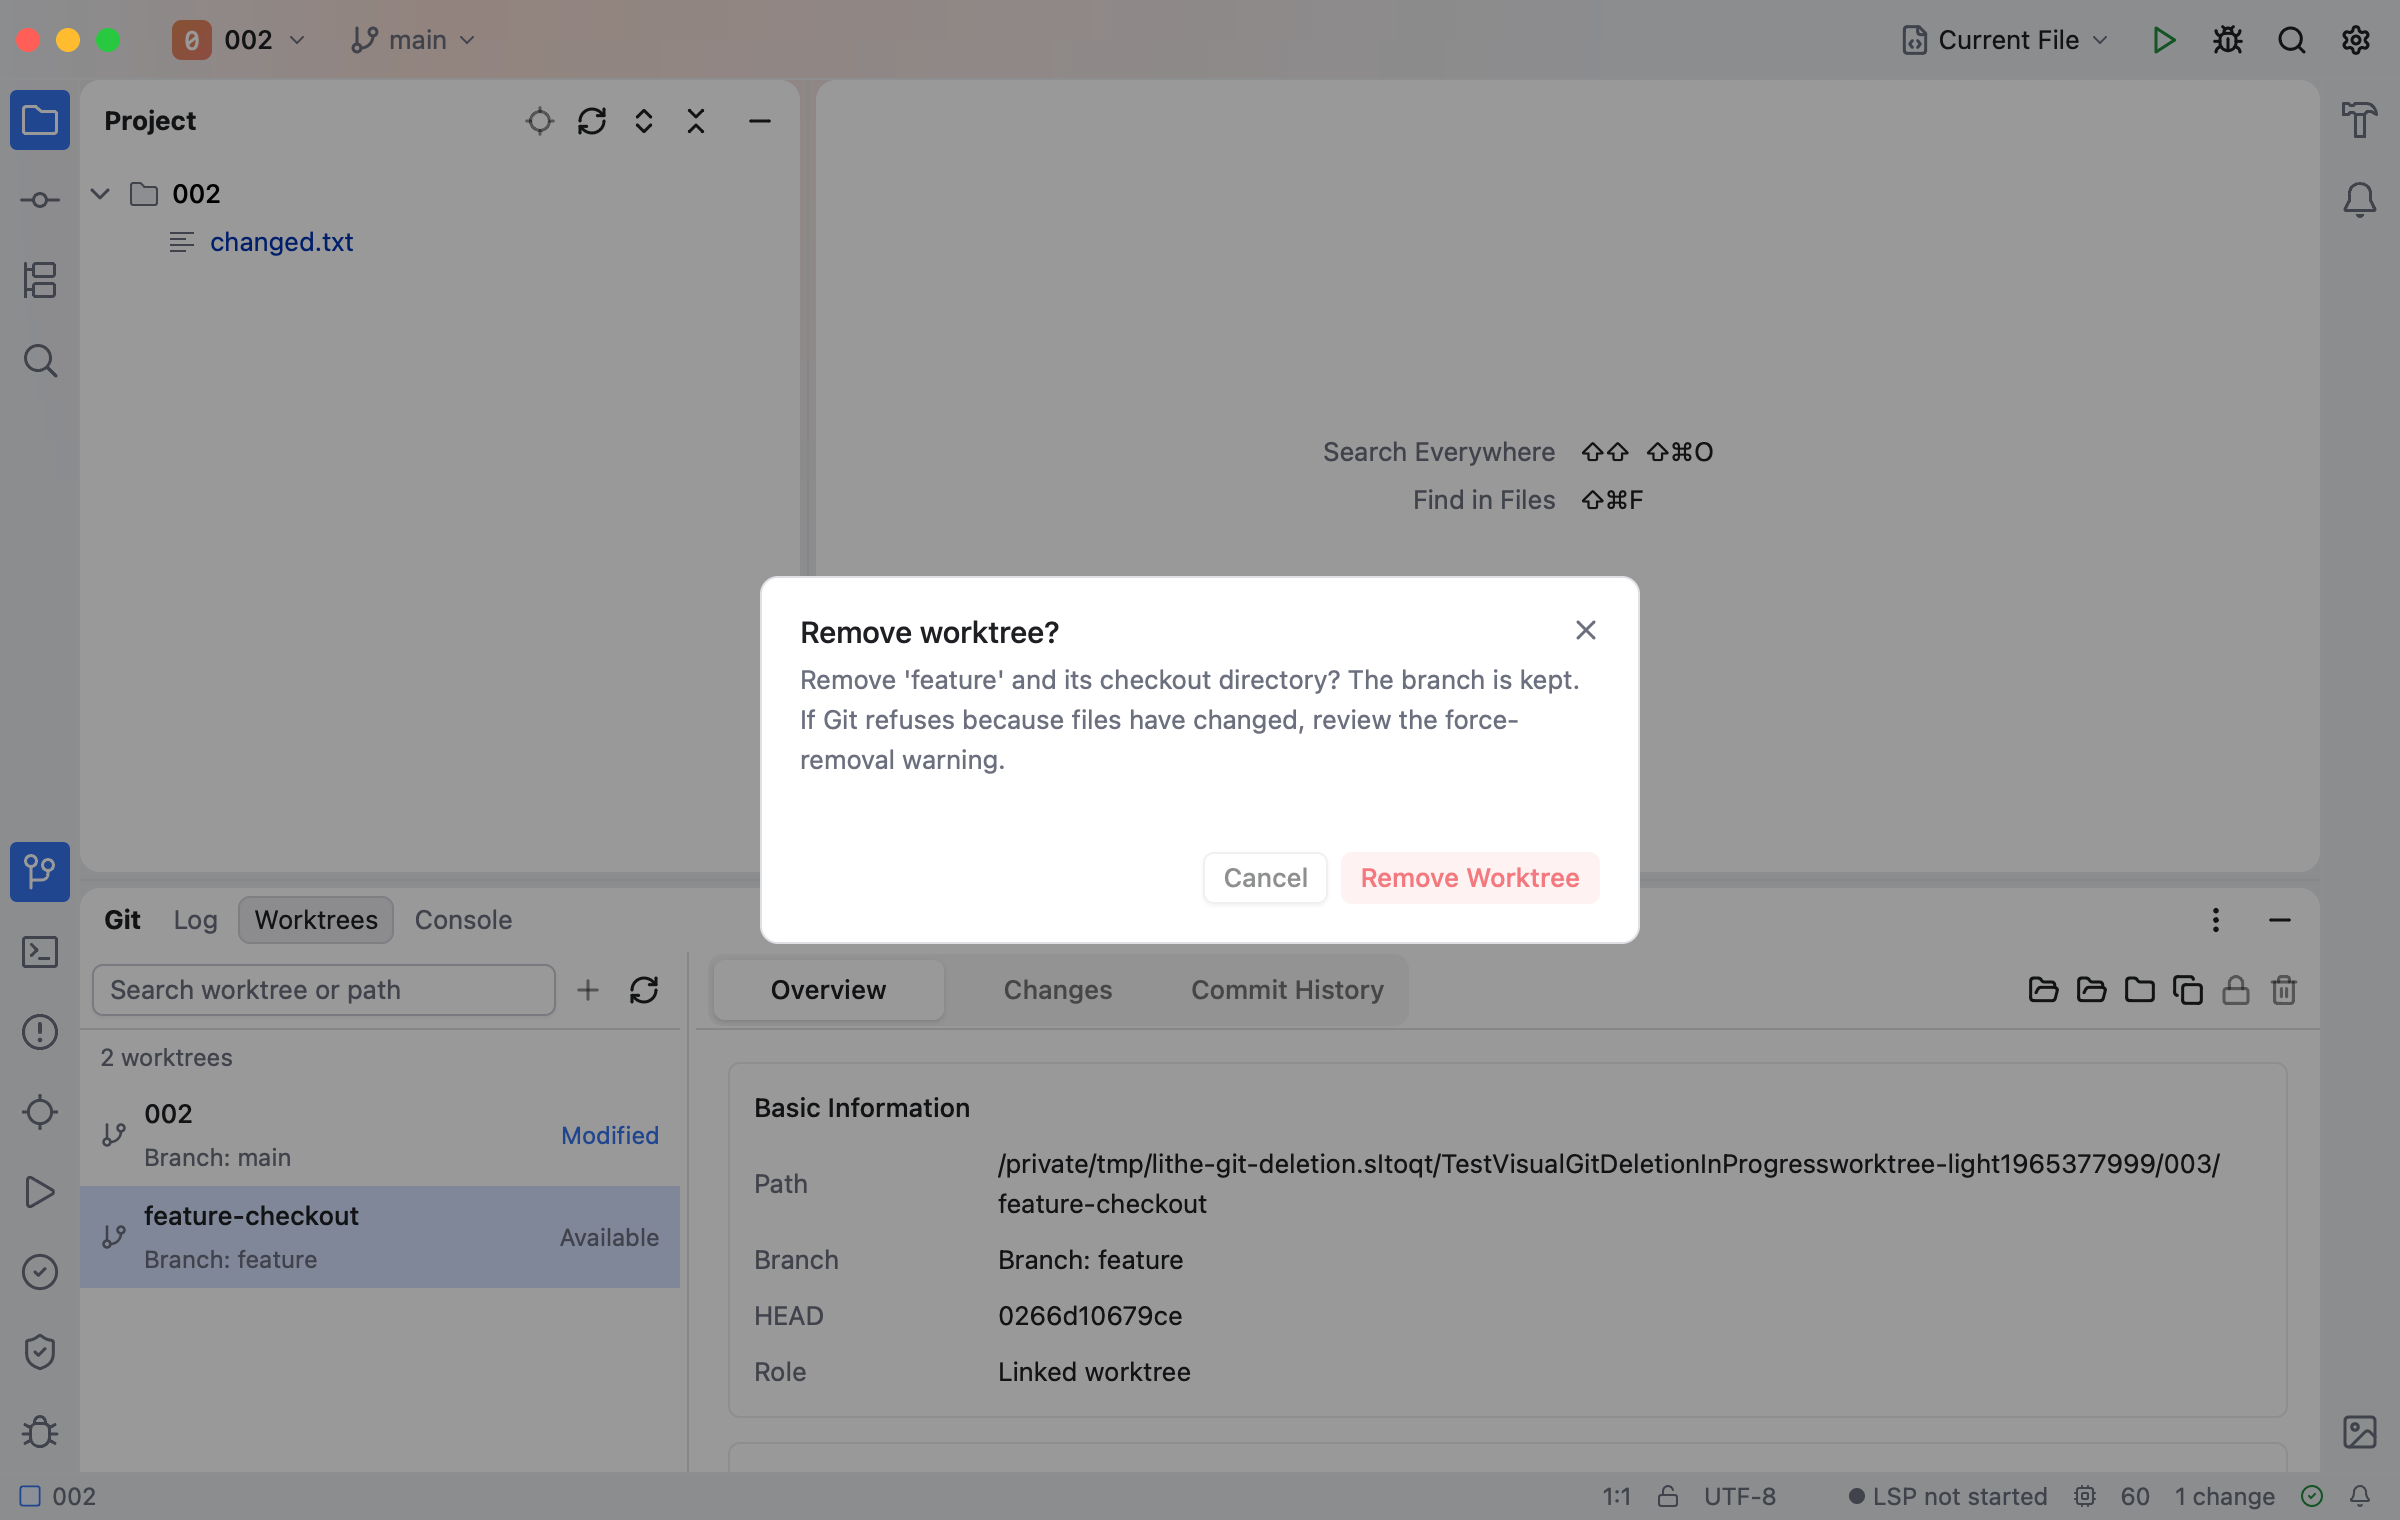 0 002 main
Current File
Project
002
changed.txt
Search Everywhere ⇧⇧ ⇧⌘O
Find in Files ⇧⌘F
Remove worktree?
Remove 'feature' and its checkout directory? The branch is kept.
If Git refuses because files have changed, review the force-
removal warning.
Cancel Remove Worktree
Git Log Worktrees Console
Search worktree or path
Overview Changes Commit History
2 worktrees
002
Branch: main
Modified
feature-checkout
Branch: feature
Available
Basic Information
Path /private/tmp/lithe-git-deletion.sltoqt/TestVisualGitDeletionInProgressworktree-light1965377999/003/
feature-checkout
Branch Branch: feature
HEAD 0266d10679ce
Role Linked worktree
002
1:1 UTF-8 LSP not started 60 1 change